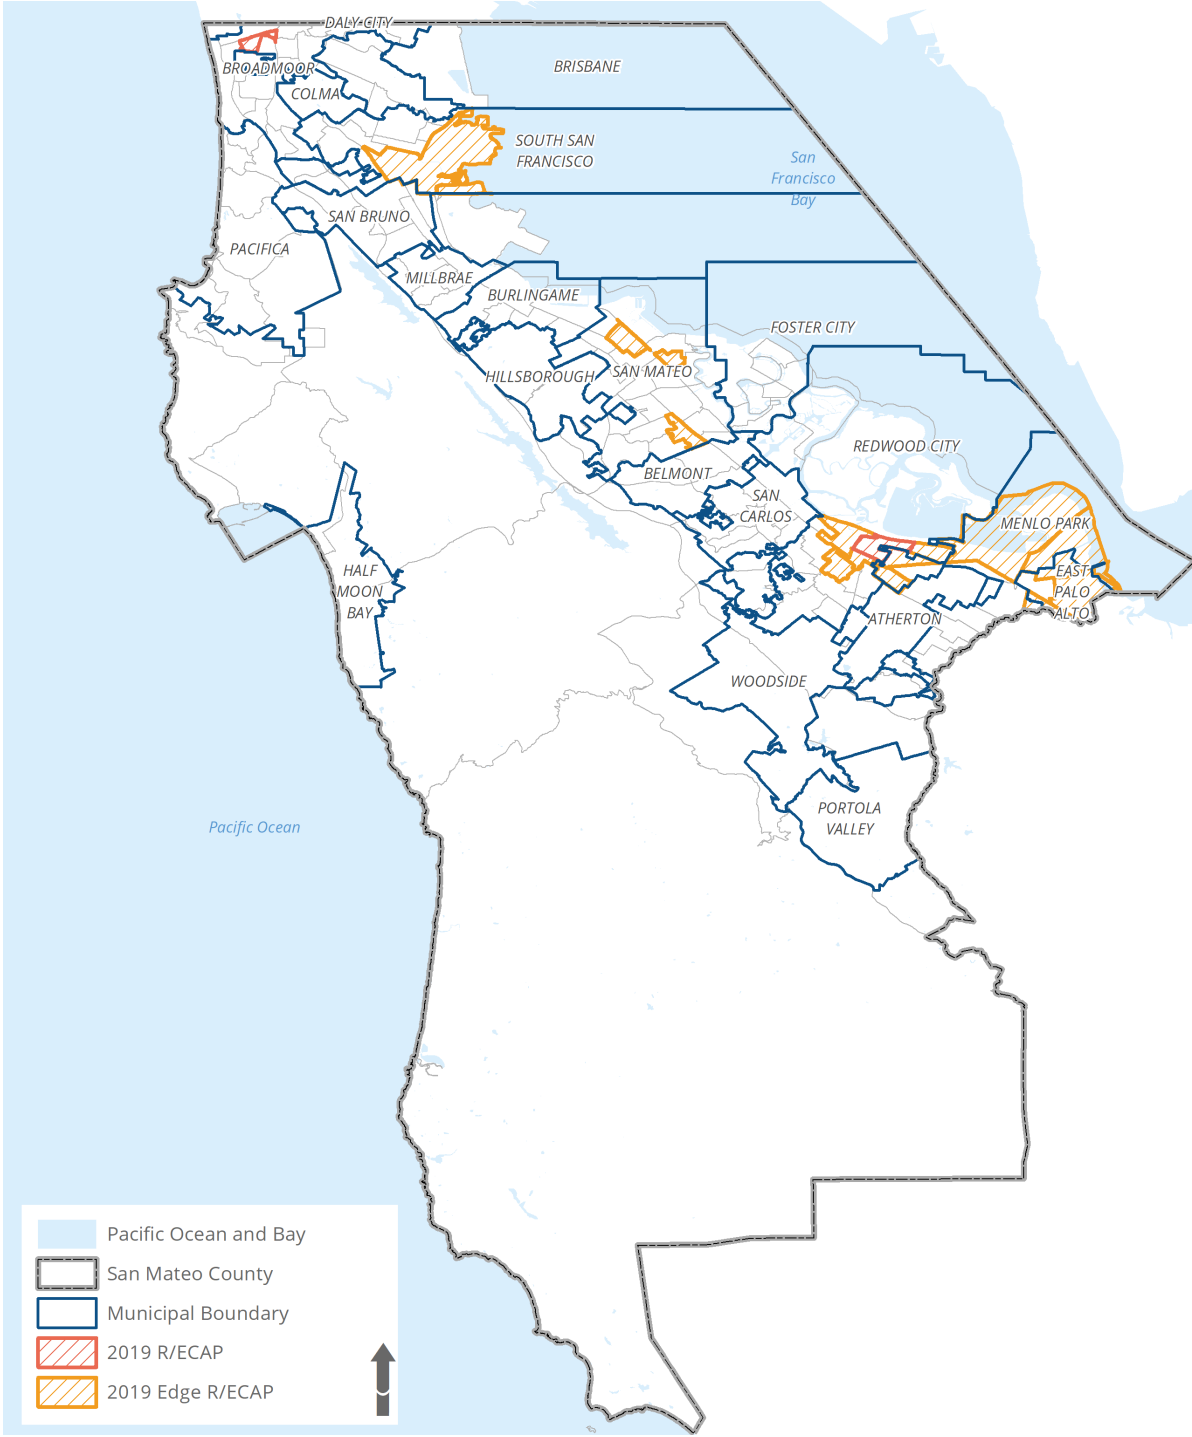 DALY CITY
BROADMOOR
COLMA
BRISBANE
SOUTH SAN
FRANCISCO
San
Francisco
Bay
SAN BRUNO
PACIFICA
MILLBRAE
BURLINGAME
FOSTER CITY
HILLSBOROUGH
SAN MATEO
REDWOOD CITY
BELMONT
SAN
CARLOS
MENLO PARK
HALF
MOON
BAY
EAST
PALO
ALTO
ATHERTON
WOODSIDE
PORTOLA
VALLEY
Pacific Ocean
Pacific Ocean and Bay
San Mateo County
Municipal Boundary
2019 R/ECAP
2019 Edge R/ECAP